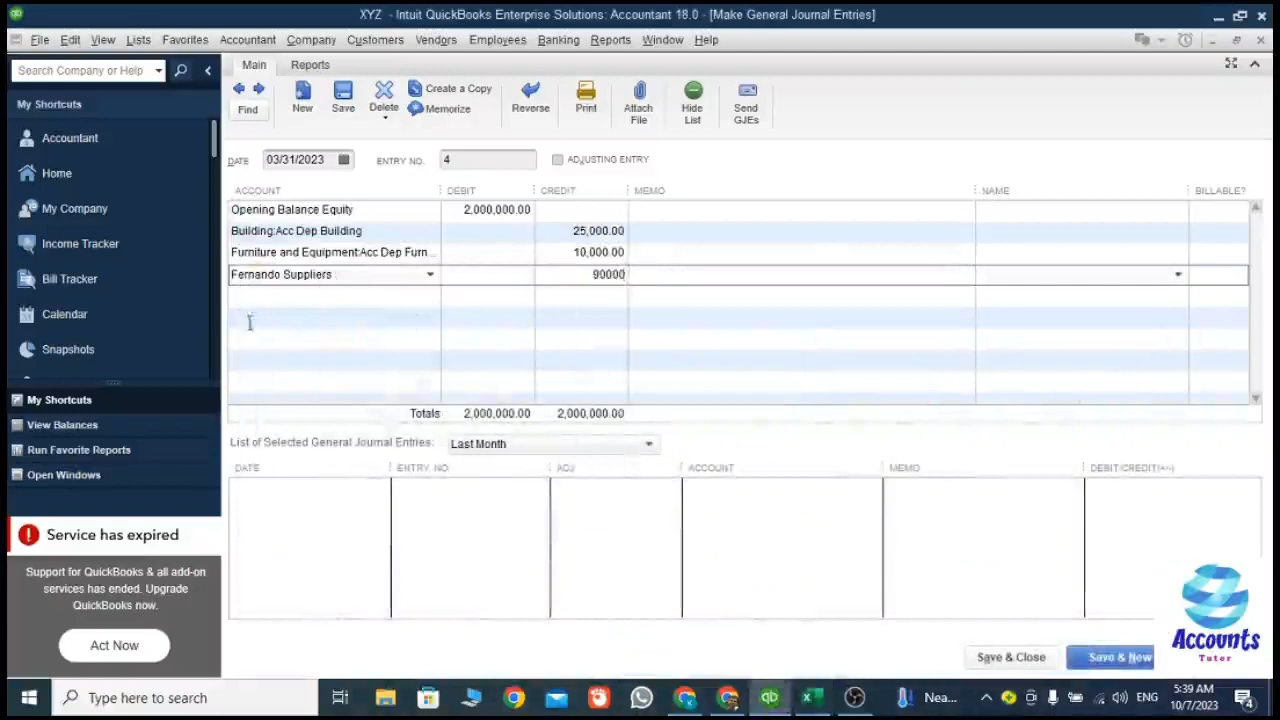 XYZ - Intuit QuickBooks Enterprise Solutions: Accountant 18.0 - [Make General Journal Entries]
File Edit View Lists Favorites Accountant Company Customers Vendors Employees Banking Reports Window Help
Search Company or Help
My Shortcuts
Accountant
Home
My Company
Income Tracker
Bill Tracker
Calendar
Snapshots
My Shortcuts
View Balances
Run Favorite Reports
Open Windows
Service has expired
Support for QuickBooks & all add-on
services has ended. Upgrade
QuickBooks now.
Act Now
Main Reports
Find
New
Save
Delete
Create a Copy
Memorize
Reverse
Print
Attach
File
Hide
List
Send
GJEs
DATE 03/31/2023 ENTRY NO. 4 ADJUSTING ENTRY
ACCOUNT DEBIT CREDIT MEMO NAME BILLABLE?
Opening Balance Equity 2,000,000.00
Building:Acc Dep Building 25,000.00
Furniture and Equipment:Acc Dep Furn... 10,000.00
Fernando Suppliers 90000
Totals 2,000,000.00 2,000,000.00
List of Selected General Journal Entries: Last Month
DATE ENTRY. NO. ADJ ACCOUNT MEMO DEBIT/CREDIT(+/-)
Save & Close Save & New
Accounts
Tutor
Type here to search
Nea...
ENG
5:39 AM
10/7/2023
4